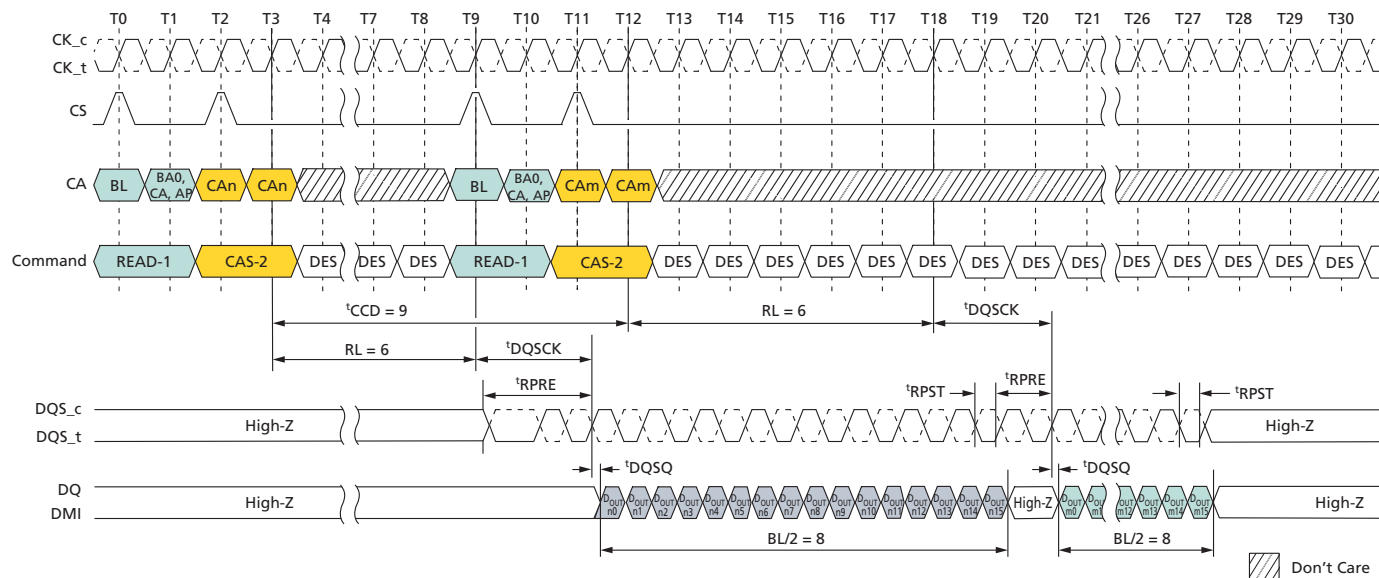 T0 T1 T2 T3 T4 T7 T8 T9 T10 T11 T12 T13 T14 T15 T16 T17 T18 T19 T20 T21 T26 T27 T28 T29 T30
CK_c
CK_t
CS
CA BL BA0, CA, AP CAn CAn BL BA0, CA, AP CAm CAm
Command READ-1 CAS-2 DES DES DES READ-1 CAS-2 DES DES DES DES DES DES DES DES DES DES DES DES DES DES
tCCD = 9 RL = 6 tDQSCK
RL = 6 tDQSCK
tRPRE tRPST tRPRE tRPST
DQS_c
DQS_t
High-Z High-Z
tDQSQ tDQSQ
DQ
DMI
High-Z DOUT n0 DOUT n1 DOUT n2 DOUT n3 DOUT n4 DOUT n5 DOUT n6 DOUT n7 DOUT n8 DOUT n9 DOUT n10 DOUT n11 DOUT n12 DOUT n13 DOUT n14 DOUT n15 High-Z DOUT m0 DOUT m1 DOUT m12 DOUT m13 DOUT m14 DOUT m15 High-Z
BL/2 = 8 BL/2 = 8
Don't Care